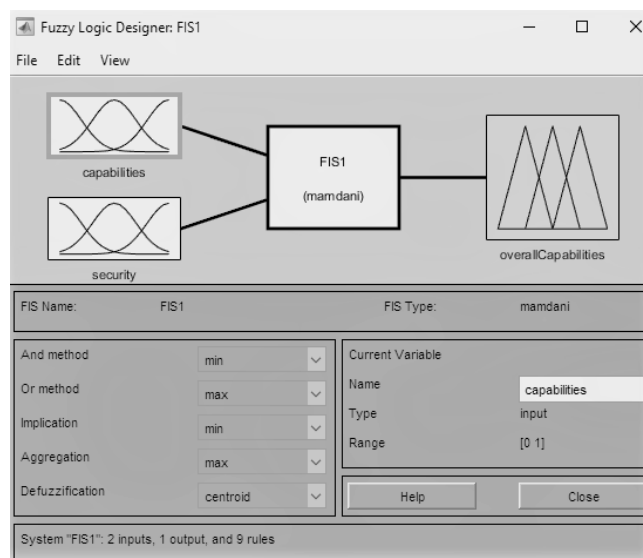 Fuzzy Logic Designer: FIS1
File Edit View
capabilities
security
FIS1
(mamdani)
overallCapabilities
FIS Name: FIS1 FIS Type: mamdani
And method min
Or method max
Implication min
Aggregation max
Defuzzification centroid
Current Variable
Name capabilities
Type input
Range [0 1]
Help Close
System "FIS1": 2 inputs, 1 output, and 9 rules